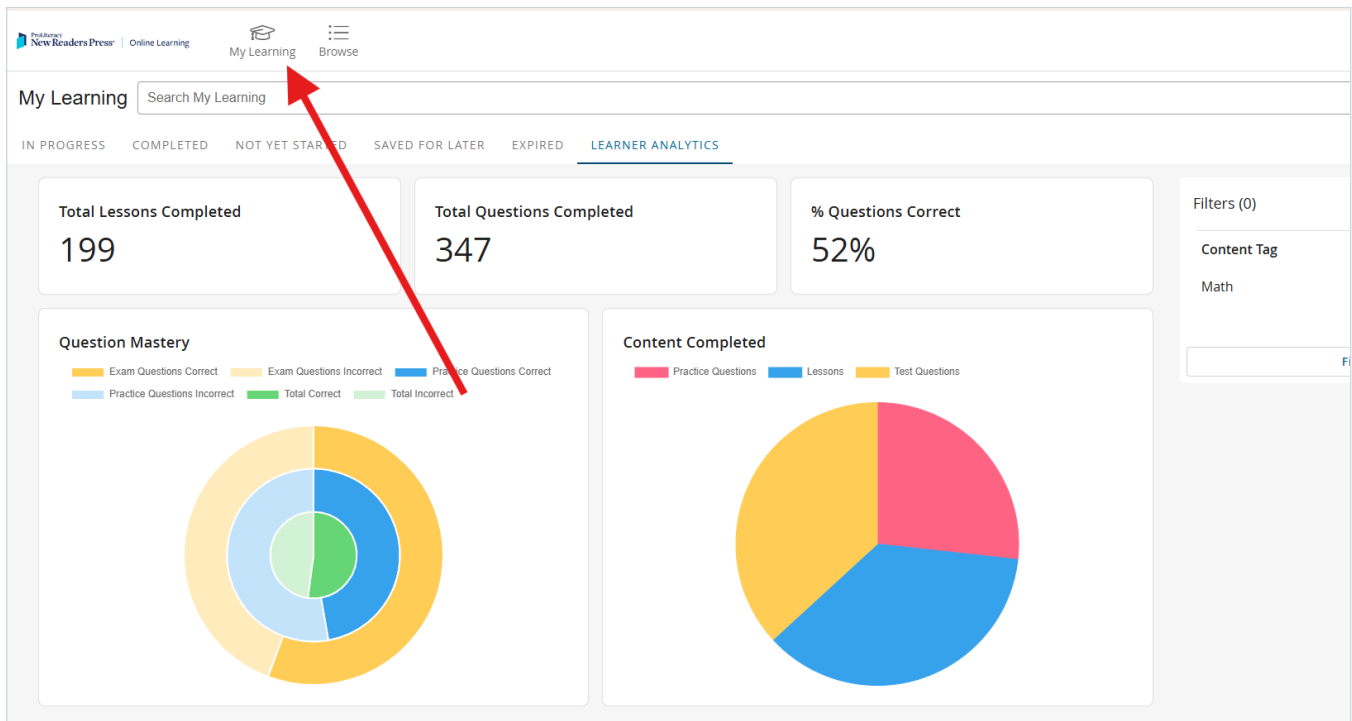 ProLiteracy
New Readers Press Online Learning
My Learning
Browse
My Learning
Search My Learning
IN PROGRESS COMPLETED NOT YET STARTED SAVED FOR LATER EXPIRED LEARNER ANALYTICS
Total Lessons Completed
199
Total Questions Completed
347
% Questions Correct
52%
Filters (0)
Content Tag
Math
Question Mastery
Exam Questions Correct Exam Questions Incorrect Practice Questions Correct
Practice Questions Incorrect Total Correct Total Incorrect
Content Completed
Practice Questions Lessons Test Questions